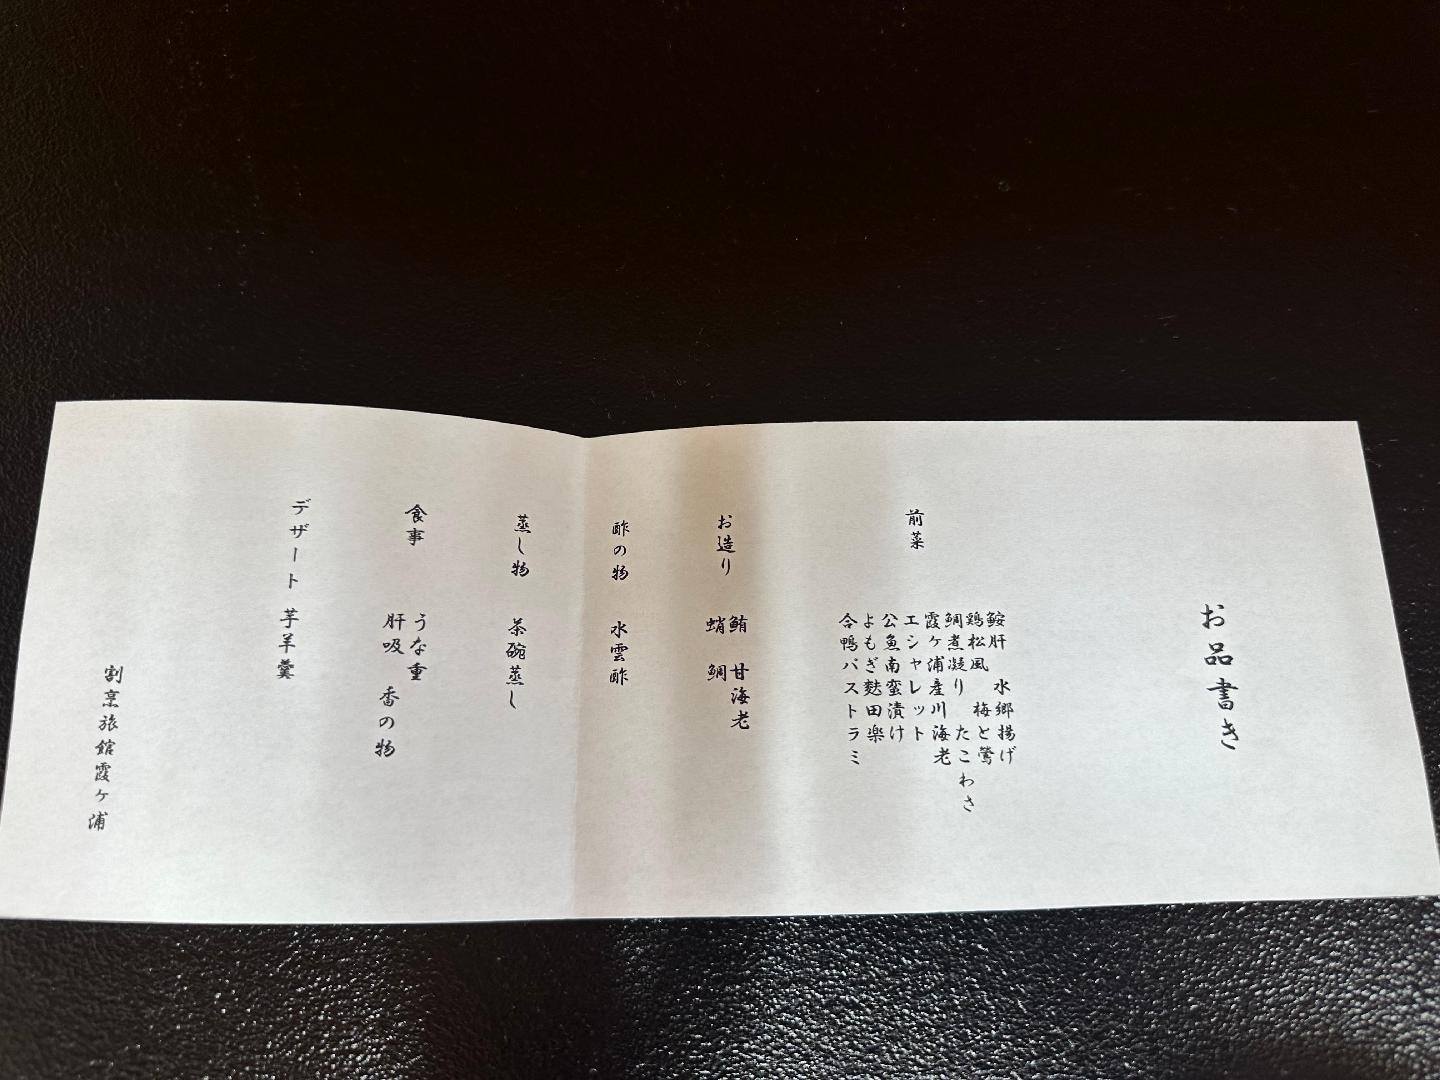 お品書き
前菜
鮟肝 水郷揚げ
鶏松風 梅と鶯
鯛煮凝り たこわさ
霞ヶ浦産川海老
エシャレット
公魚南蛮漬け
よもぎ麩田楽
合鴨パストラミ
お造り
鮪 甘海老
蛸 鯛
酢の物 水雲酢
蒸し物 茶碗蒸し
食事
うな重
肝吸 香の物
デザート 芋羊羹
割烹旅館霞ヶ浦